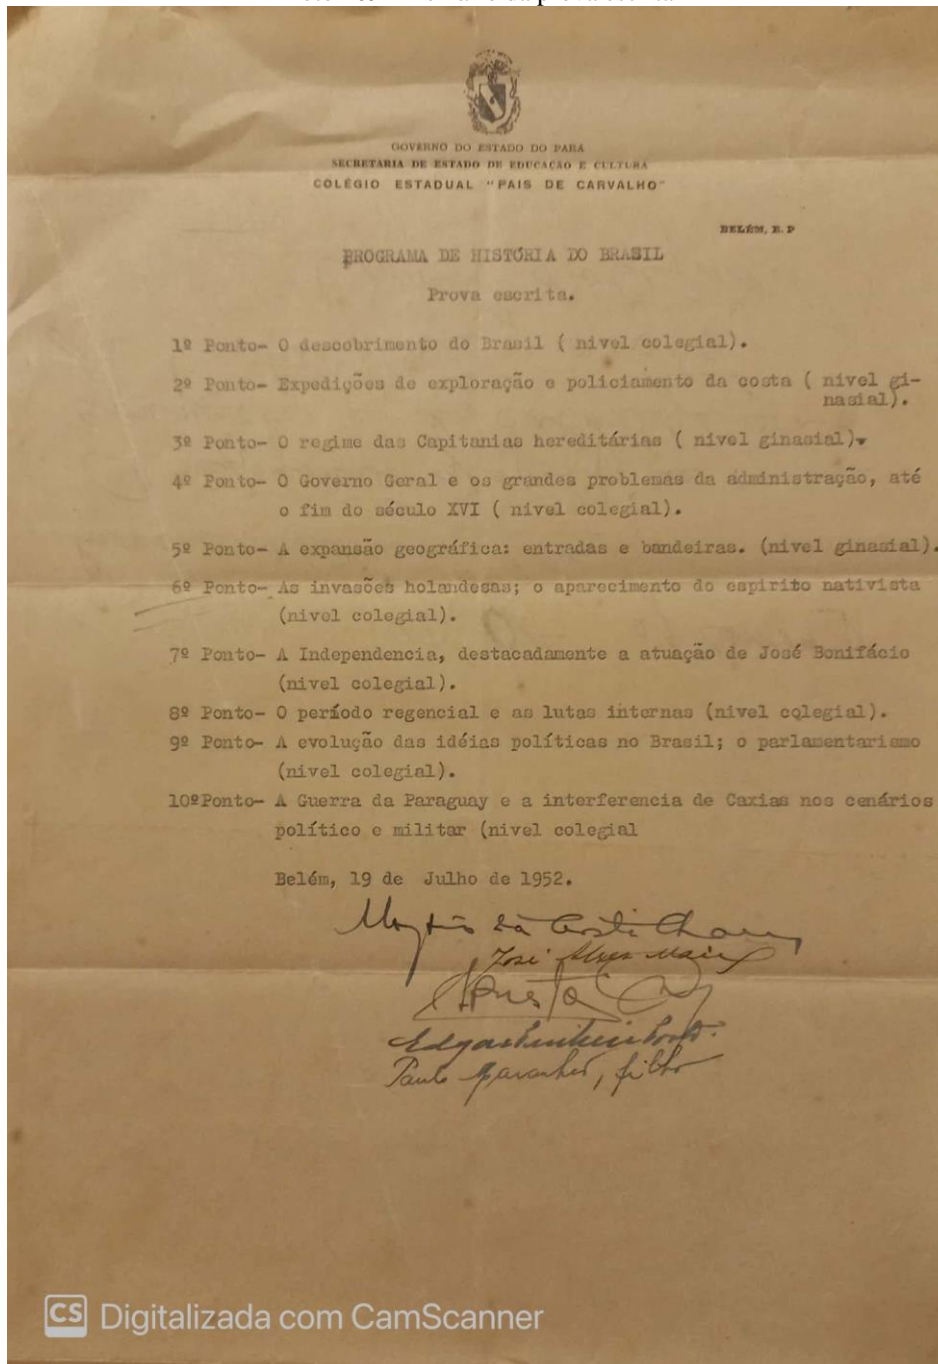 GOVERNO DO ESTADO DO PARÁ
SECRETARIA DE ESTADO DE EDUCAÇÃO E CULTURA
COLÉGIO ESTADUAL "PAIS DE CARVALHO"
BELÉM, E. P
PROGRAMA DE HISTÓRIA DO BRASIL
Prova escrita.
1º Ponto- O descobrimento do Brasil ( nivel colegial).
2º Ponto- Expedições de exploração e policiamento da costa ( nivel gi-
nasial).
3º Ponto- O regime das Capitanias hereditárias ( nivel ginasial).
4º Ponto- O Governo Geral e os grandes problemas da administração, até
o fim do século XVI ( nivel colegial).
5º Ponto- A expansão geográfica: entradas e bandeiras. (nivel ginasial).
6º Ponto- As invasões holandesas; o aparecimento do espirito nativista
(nivel colegial).
7º Ponto- A Independencia, destacadamente a atuação de José Bonifácio
(nivel colegial).
8º Ponto- O período regencial e as lutas internas (nivel colegial).
9º Ponto- A evolução das idéias políticas no Brasil; o parlamentarismo
(nivel colegial).
10ºPonto- A Guerra da Paraguay e a interferencia de Caxias nos cenários
político e militar (nivel colegial
Belém, 19 de Julho de 1952.
da Costa
José Alves
Paulo Maranhão, filho
CS Digitalizada com CamScanner